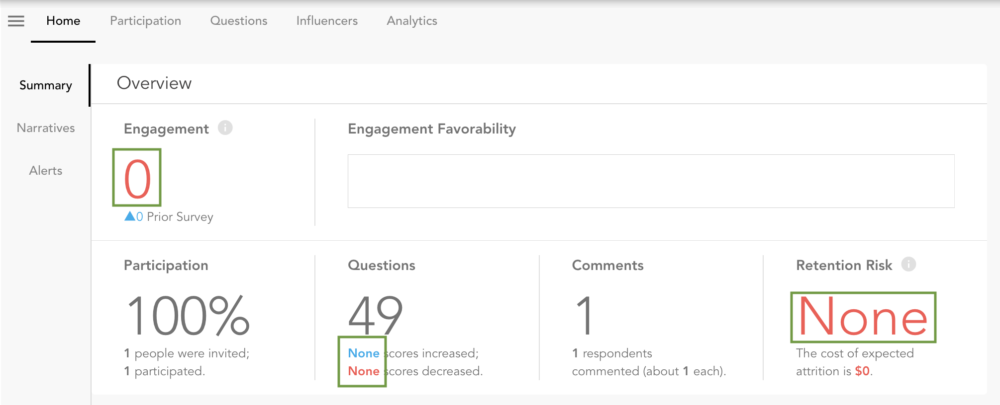 Home Participation Questions Influencers Analytics
Summary
Narratives
Alerts
Overview
Engagement i
0
▲0 Prior Survey
Engagement Favorability
Participation
100%
1 people were invited;
1 participated.
Questions
49
None scores increased;
None scores decreased.
Comments
1
1 respondents
commented (about 1 each).
Retention Risk i
None
The cost of expected
attrition is $0.